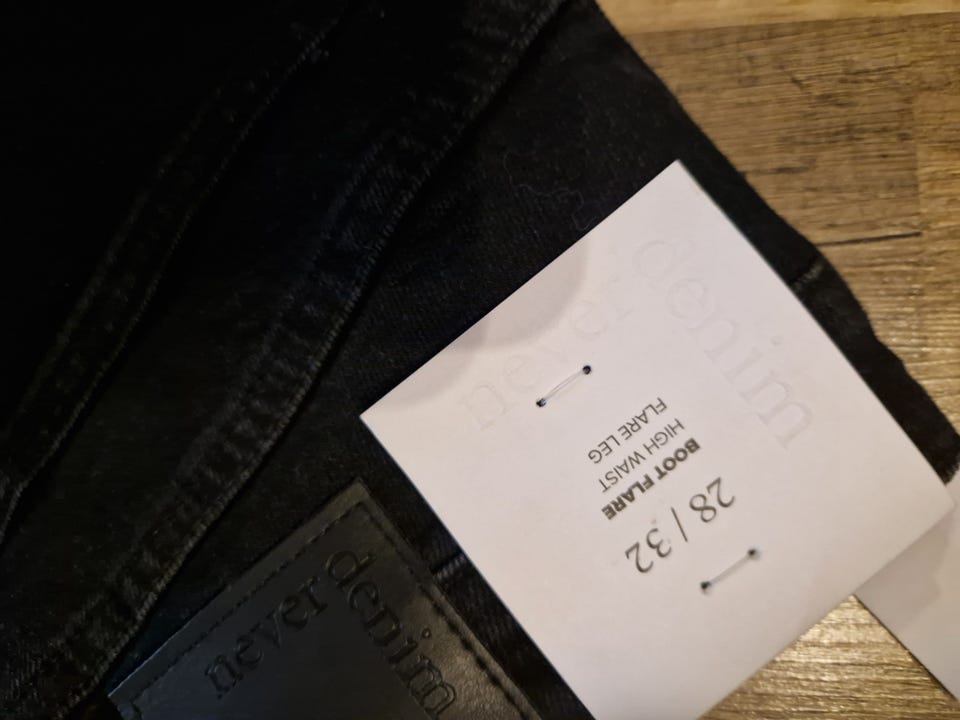 never
denim
28 / 32
BOOT FLARE
HIGH WAIST
FLARE LEG
never
denim